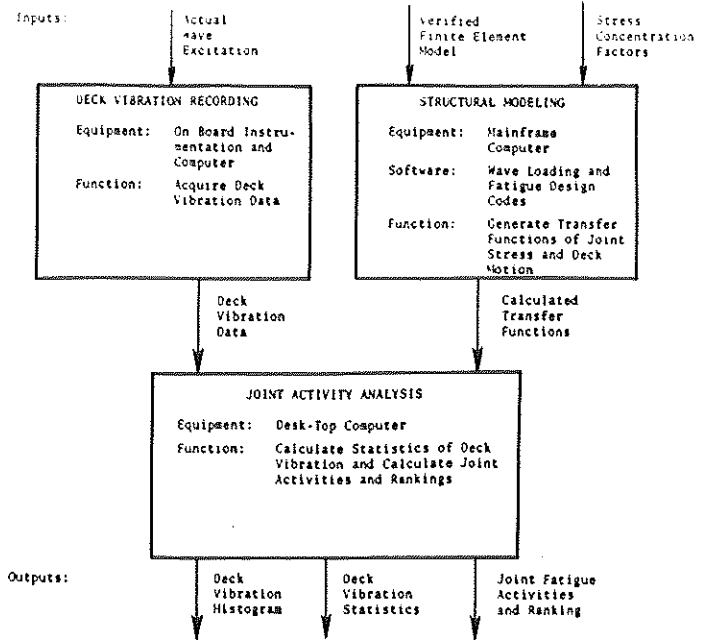 Inputs:
Actual
Wave
Excitation
Verified
Finite Element
Model
Stress
Concentration
Factors
DECK VIBRATION RECORDING
Equipment: On Board Instru-
mentation and
Computer
Function: Acquire Deck
Vibration Data
STRUCTURAL MODELING
Equipment: Mainframe
Computer
Software: Wave Loading and
Fatigue Design
Codes
Function: Generate Transfer
Functions of Joint
Stress and Deck
Motion
Deck
Vibration
Data
Calculated
Transfer
Functions
JOINT ACTIVITY ANALYSIS
Equipment: Desk-Top Computer
Function: Calculate Statistics of Deck
Vibration and Calculate Joint
Activities and Rankings
Outputs:
Deck
Vibration
Histogram
Deck
Vibration
Statistics
Joint Fatigue
Activities
and Ranking